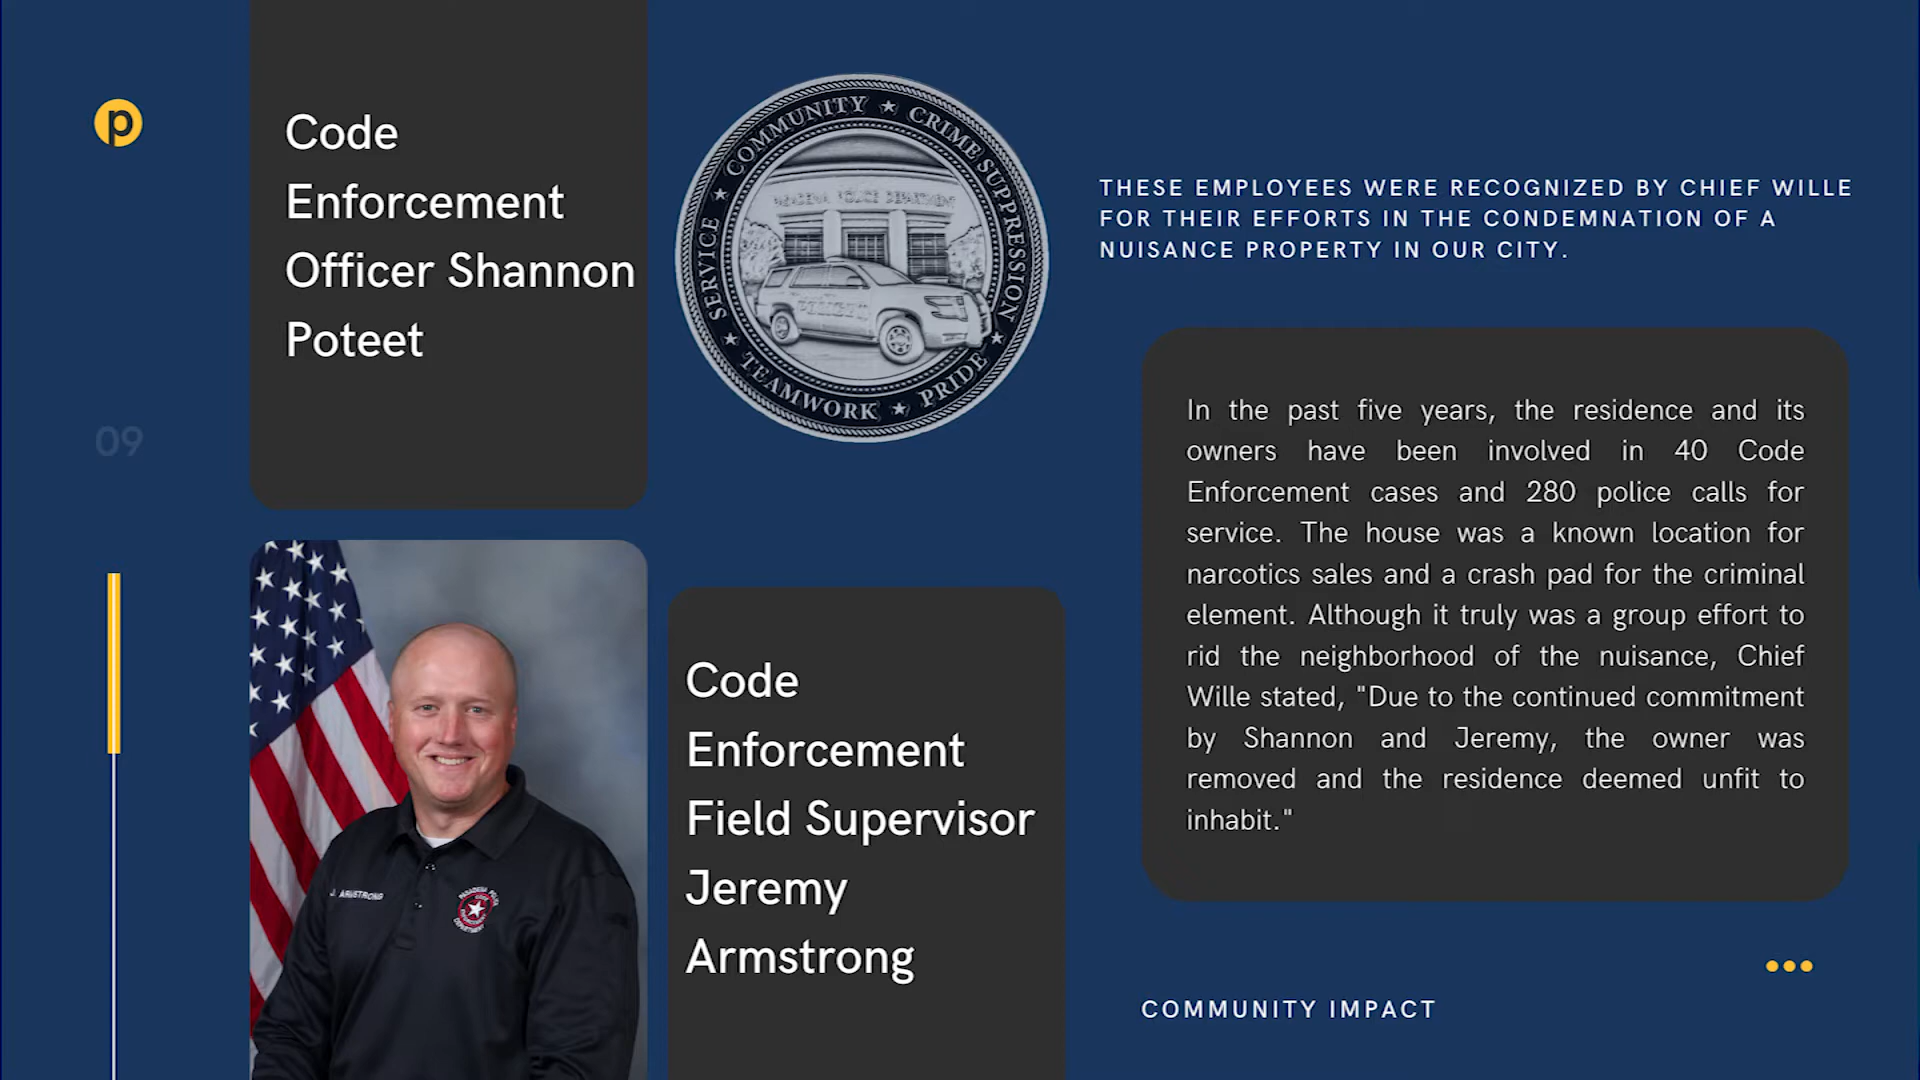 p
Code
Enforcement
Officer Shannon
Poteet
09
COMMUNITY ★ CRIME SUPPRESSION ★ PRIDE ★ TEAMWORK ★ SERVICE ★
PASADENA POLICE DEPARTMENT
THESE EMPLOYEES WERE RECOGNIZED BY CHIEF WILLE
FOR THEIR EFFORTS IN THE CONDEMNATION OF A
NUISANCE PROPERTY IN OUR CITY.
In the past five years, the residence and its
owners have been involved in 40 Code
Enforcement cases and 280 police calls for
service. The house was a known location for
narcotics sales and a crash pad for the criminal
element. Although it truly was a group effort to
rid the neighborhood of the nuisance, Chief
Wille stated, "Due to the continued commitment
by Shannon and Jeremy, the owner was
removed and the residence deemed unfit to
inhabit."
J. ARMSTRONG
PASADENA POLICE
DEPARTMENT
Code
Enforcement
Field Supervisor
Jeremy
Armstrong
COMMUNITY IMPACT